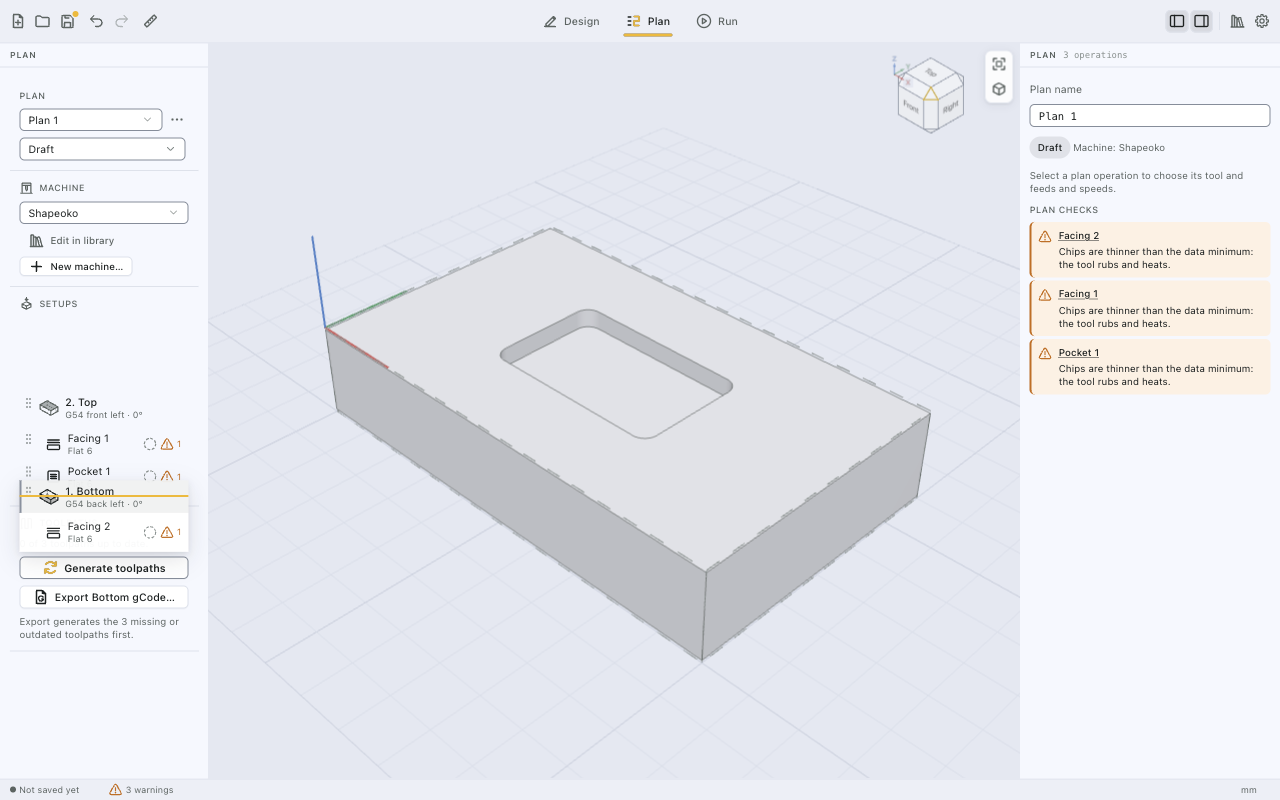 Design
Plan
Run
PLAN
PLAN
Plan 1
Draft
MACHINE
Shapeoko
Edit in library
New machine...
SETUPS
2. Top
G54 front left · 0°
Facing 1
Flat 6
1
Pocket 1
1
1. Bottom
G54 back left · 0°
Facing 2
Flat 6
1
Generate toolpaths
Export Bottom gCode...
Export generates the 3 missing or
outdated toolpaths first.
Z
Y
X
Top
Front
Right
PLAN 3 operations
Plan name
Plan 1
Draft Machine: Shapeoko
Select a plan operation to choose its tool and
feeds and speeds.
PLAN CHECKS
Facing 2
Chips are thinner than the data minimum:
the tool rubs and heats.
Facing 1
Chips are thinner than the data minimum:
the tool rubs and heats.
Pocket 1
Chips are thinner than the data minimum:
the tool rubs and heats.
Not saved yet
3 warnings
mm